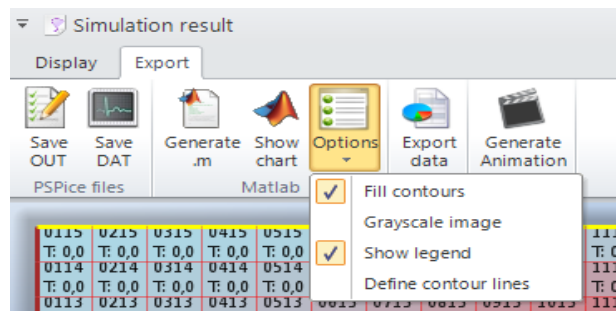 Simulation result
Display Export
Save OUT Save DAT Generate .m Show chart Options Export data Generate Animation
PSPice files Matlab
Fill contours
Grayscale image
Show legend
Define contour lines
0115 0215 0315 0415 0515
T: 0,0 T: 0,0 T: 0,0 T: 0,0 T: 0,0
0114 0214 0314 0414 0514
T: 0,0 T: 0,0 T: 0,0 T: 0,0 T: 0,0
0113 0213 0313 0413 0513